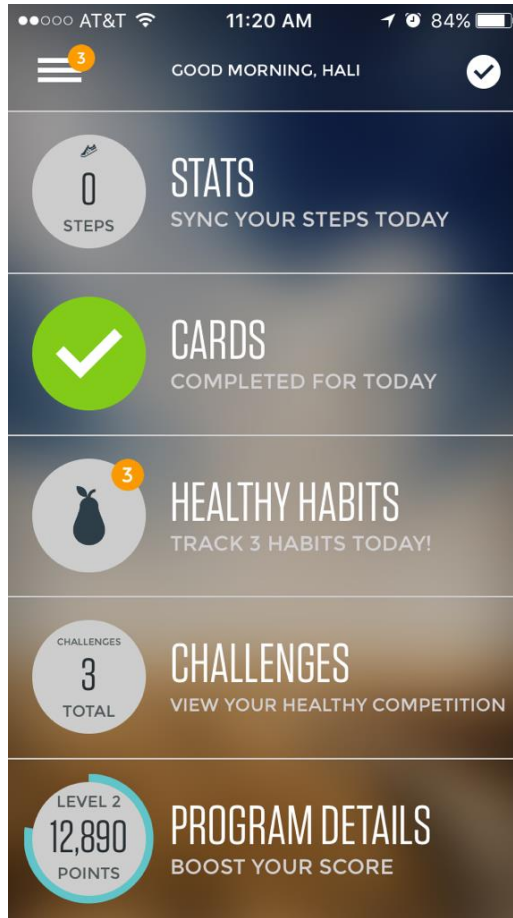 AT&T 11:20 AM 84%
3
GOOD MORNING, HALI
0
STEPS
STATS
SYNC YOUR STEPS TODAY
CARDS
COMPLETED FOR TODAY
3
HEALTHY HABITS
TRACK 3 HABITS TODAY!
CHALLENGES
3
TOTAL
CHALLENGES
VIEW YOUR HEALTHY COMPETITION
LEVEL 2
12,890
POINTS
PROGRAM DETAILS
BOOST YOUR SCORE